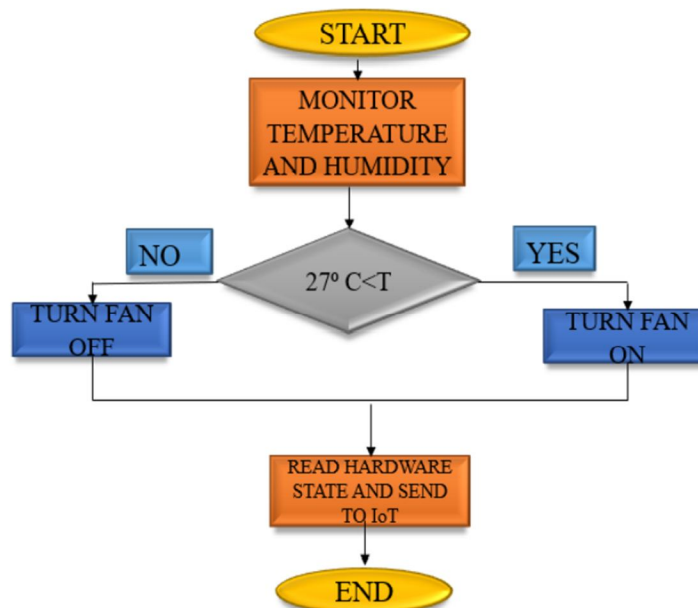 START
MONITOR
TEMPERATURE
AND HUMIDITY
NO
YES
27º C<T
TURN FAN
OFF
TURN FAN
ON
READ HARDWARE
STATE AND SEND
TO IoT
END